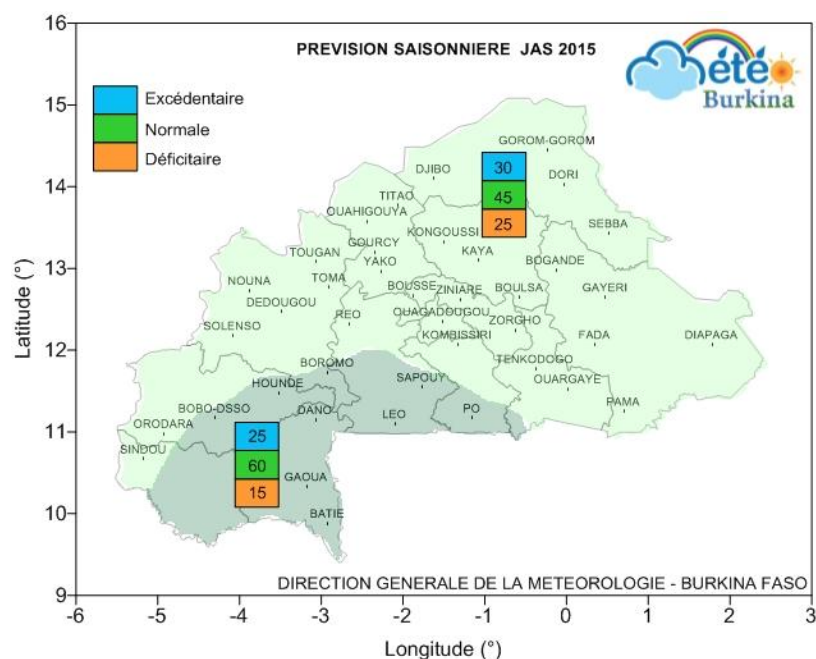 PREVISION SAISONNIERE JAS 2015
Météo
Burkina
Excédentaire
Normale
Déficitaire
16
15
14
13
12
11
10
9
Latitude (°)
GOROM-GOROM
DJIBO
30
DORI
TITAO
45
OUAHIGOUYA
KONGOUSSI
25
SEBBA
GOURCY
KAYA
TOUGAN
YAKO
BOGANDE
NOUNA
TOMA
BOUSSE
ZINIARE
BOULSA
GAYERI
DEDOUGOU
REO
OUAGADOUGOU
ZORGHO
SOLENSO
KOMBISSIRI
FADA
DIAPAGA
BOROMO
TENKODOGO
HOUNDE
SAPOUY
OUARGAYE
BOBO-DSSO
DANO
LEO
PO
PAMA
ORODARA
SINDOU
25
60
GAOUA
15
BATIE
DIRECTION GENERALE DE LA METEOROLOGIE - BURKINA FASO
-6
-5
-4
-3
-2
-1
0
1
2
3
Longitude (°)